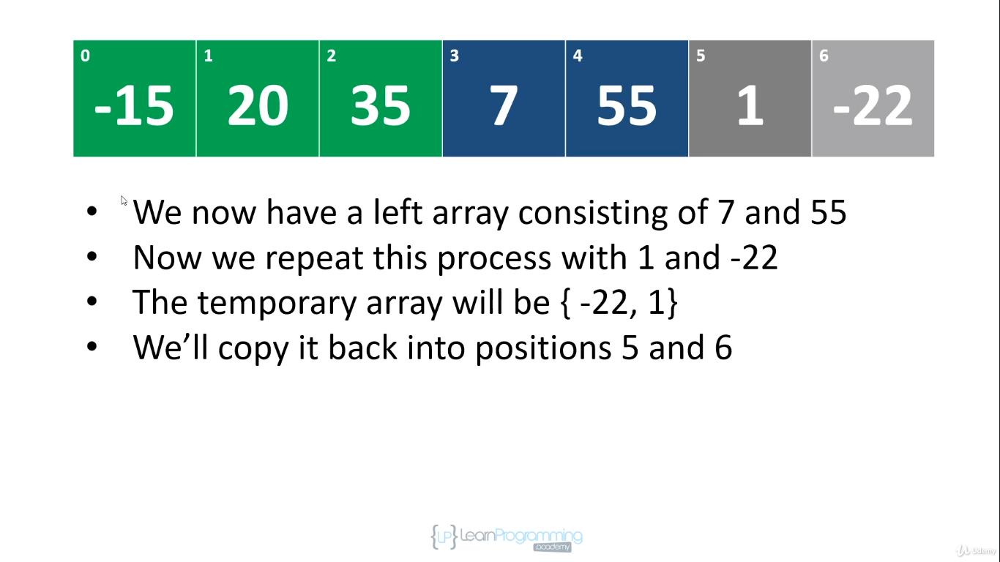 0 1 2 3 4 5 6
-15 20 35 7 55 1 -22
• We now have a left array consisting of 7 and 55
• Now we repeat this process with 1 and -22
• The temporary array will be { -22, 1}
• We’ll copy it back into positions 5 and 6
{LP} LearnProgramming
.academy
Udemy